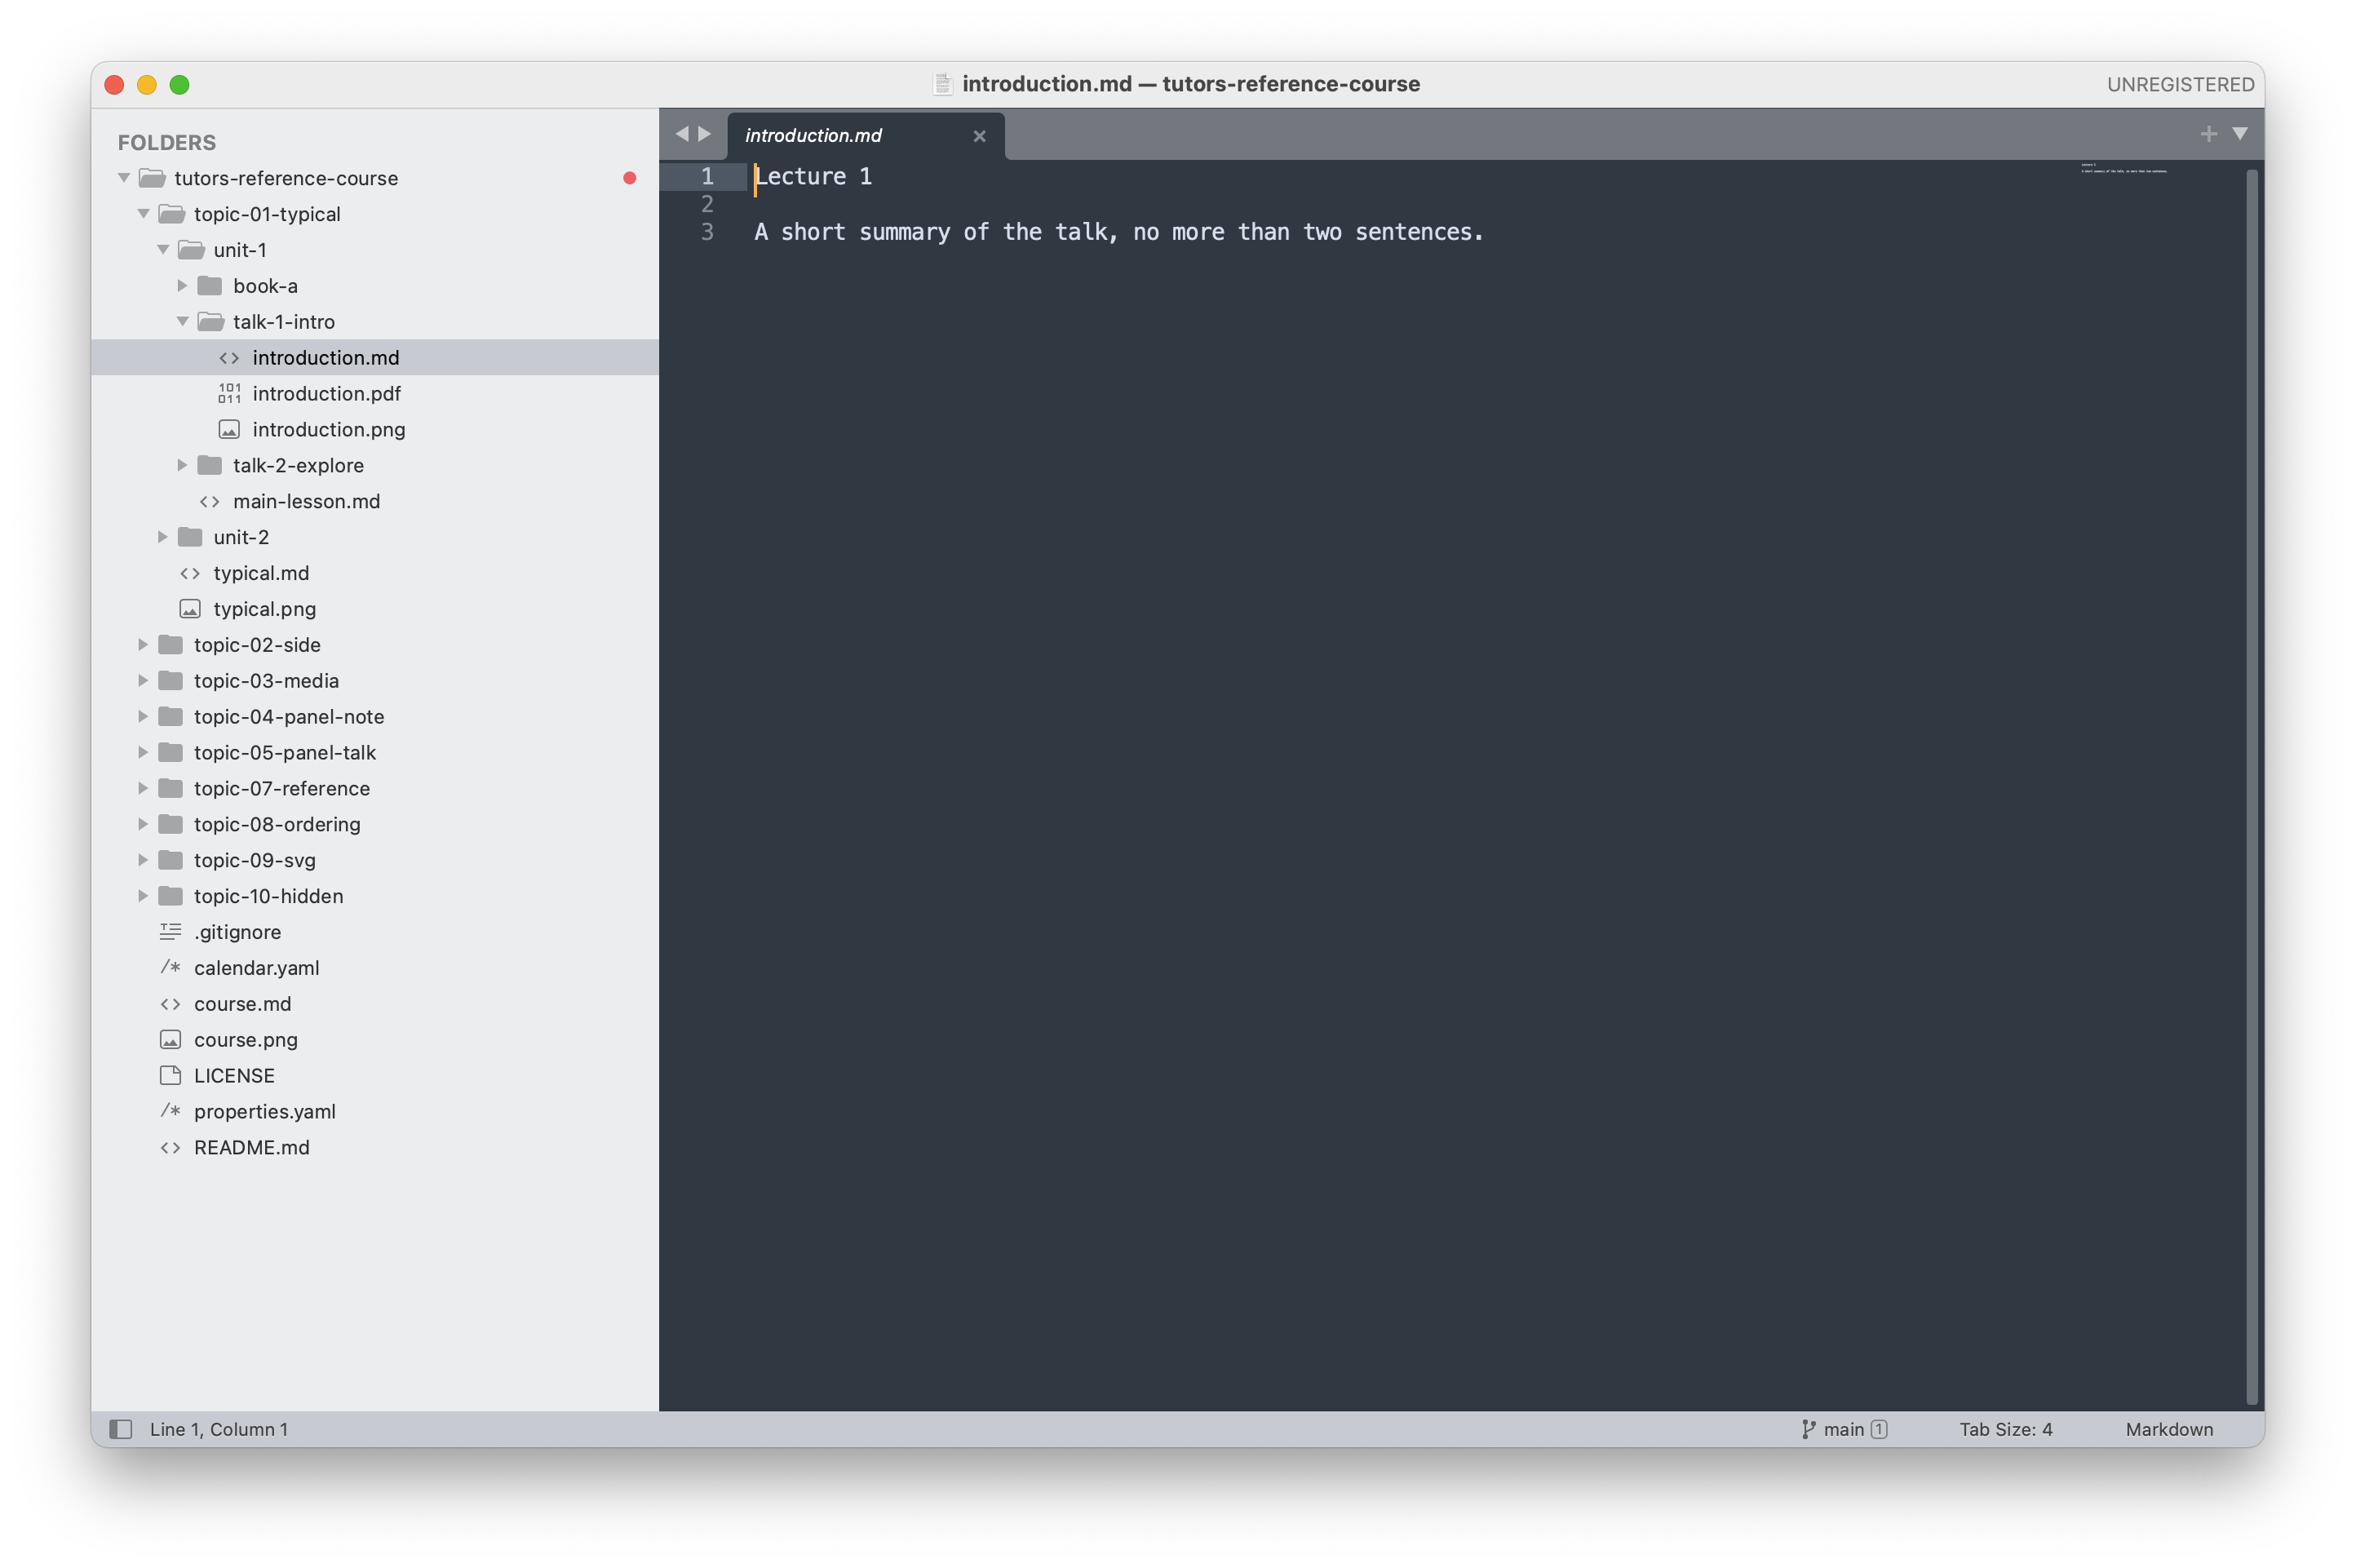 introduction.md — tutors-reference-course
UNREGISTERED
FOLDERS
tutors-reference-course
topic-01-typical
unit-1
book-a
talk-1-intro
introduction.md
introduction.pdf
introduction.png
talk-2-explore
main-lesson.md
unit-2
typical.md
typical.png
topic-02-side
topic-03-media
topic-04-panel-note
topic-05-panel-talk
topic-07-reference
topic-08-ordering
topic-09-svg
topic-10-hidden
.gitignore
calendar.yaml
course.md
course.png
LICENSE
properties.yaml
README.md
introduction.md
1 Lecture 1
2
3 A short summary of the talk, no more than two sentences.
Line 1, Column 1
main 1
Tab Size: 4
Markdown